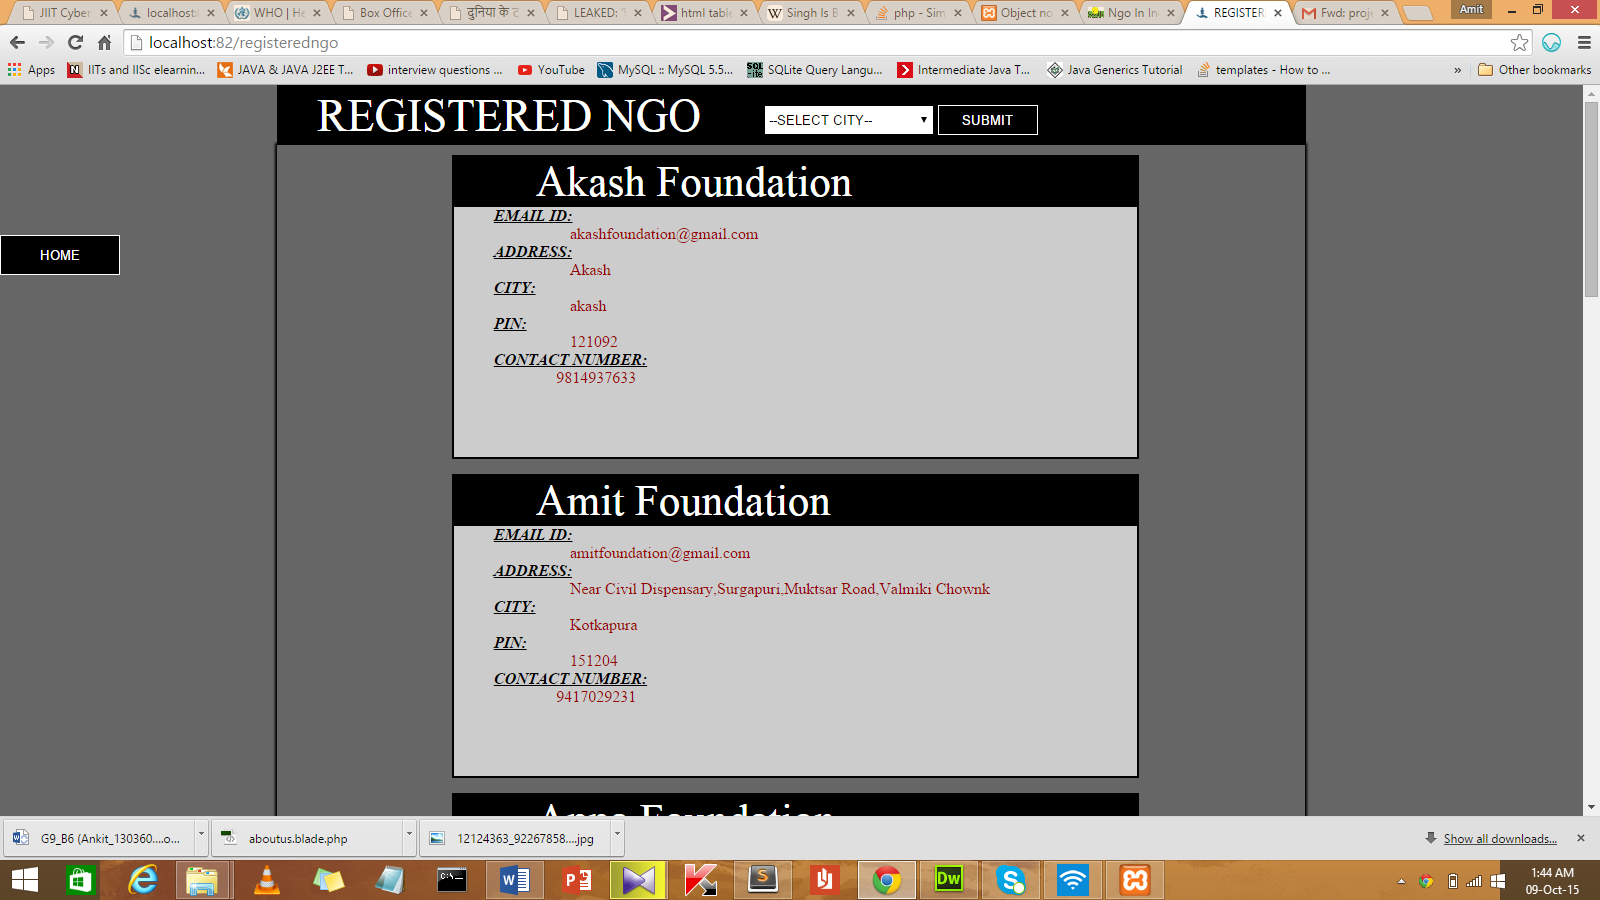 JIIT Cyber
localhost:
WHO | He
Box Office
दुनिया के ट
LEAKED: '
html table
Singh Is B
php - Sim
Object no
Ngo In In
REGISTER
Fwd: proj
Amit
localhost:82/registeredngo
Apps
IITs and IISc elearnin...
JAVA & JAVA J2EE T...
interview questions ...
YouTube
MySQL :: MySQL 5.5...
SQLite Query Langu...
Intermediate Java T...
Java Generics Tutorial
templates - How to ...
»
Other bookmarks
REGISTERED NGO
--SELECT CITY--
SUBMIT
HOME
Akash Foundation
EMAIL ID:
akashfoundation@gmail.com
ADDRESS:
Akash
CITY:
akash
PIN:
121092
CONTACT NUMBER:
9814937633
Amit Foundation
EMAIL ID:
amitfoundation@gmail.com
ADDRESS:
Near Civil Dispensary,Surgapuri,Muktsar Road,Valmiki Chownk
CITY:
Kotkapura
PIN:
151204
CONTACT NUMBER:
9417029231
Foundation
G9_B6 (Ankit_130360....o...
aboutus.blade.php
12124363_92267858....jpg
Show all downloads...
1:44 AM
09-Oct-15